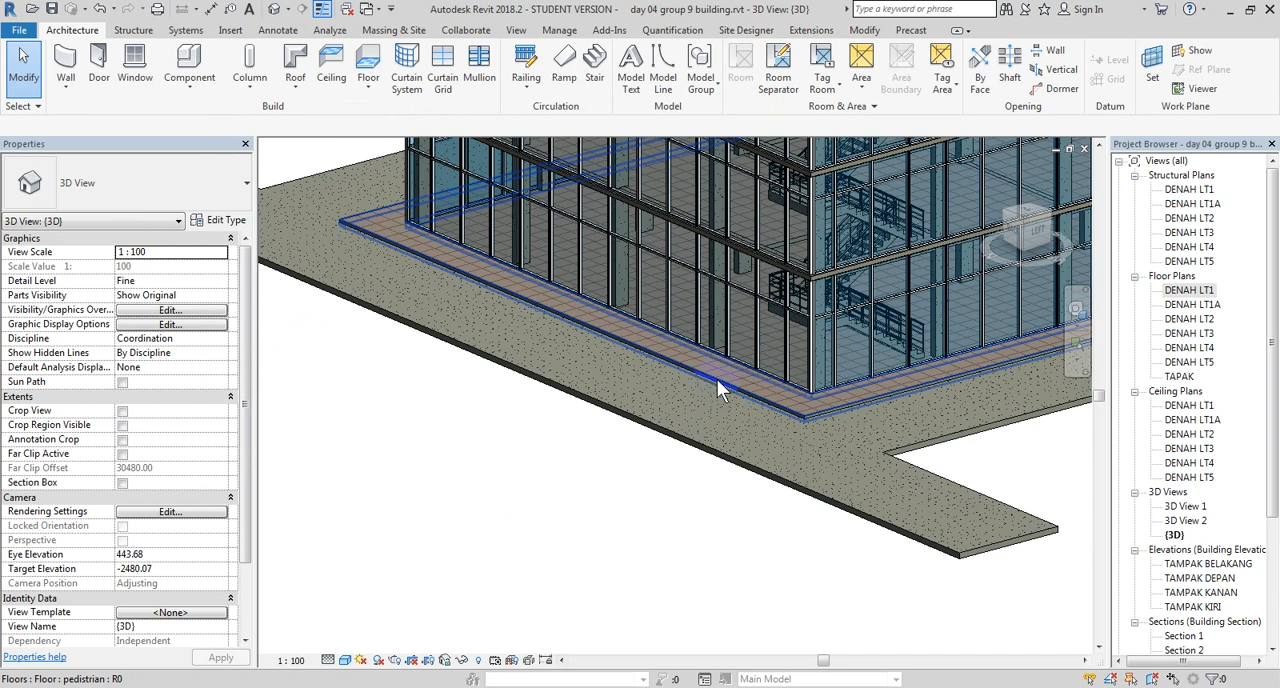 Autodesk Revit 2018.2 - STUDENT VERSION - day 04 group 9 building.rvt - 3D View: {3D}
Type a keyword or phrase
Sign In
File Architecture Structure Systems Insert Annotate Analyze Massing & Site Collaborate View Manage Add-Ins Quantification Site Designer Extensions Modify Precast
Modify
Wall
Door
Window
Component
Column
Roof
Ceiling
Floor
Curtain System
Curtain Grid
Mullion
Railing
Ramp
Stair
Model Text
Model Line
Model Group
Room
Room Separator
Tag Room
Area
Area Boundary
Tag Area
By Face
Shaft
Wall
Vertical
Dormer
Level
Grid
Set
Show
Ref Plane
Viewer
Select
Build
Circulation
Model
Room & Area
Opening
Datum
Work Plane
Properties
3D View
3D View: {3D}
Edit Type
Graphics
View Scale 1 : 100
Scale Value 1: 100
Detail Level Fine
Parts Visibility Show Original
Visibility/Graphics Over... Edit...
Graphic Display Options Edit...
Discipline Coordination
Show Hidden Lines By Discipline
Default Analysis Displa... None
Sun Path
Extents
Crop View
Crop Region Visible
Annotation Crop
Far Clip Active
Far Clip Offset 30480.00
Section Box
Camera
Rendering Settings Edit...
Locked Orientation
Perspective
Eye Elevation 443.68
Target Elevation -2480.07
Camera Position Adjusting
Identity Data
View Template <None>
View Name {3D}
Dependency Independent
Properties help
Apply
LEFT
Project Browser - day 04 group 9 b...
Views (all)
Structural Plans
DENAH LT1
DENAH LT1A
DENAH LT2
DENAH LT3
DENAH LT4
DENAH LT5
Floor Plans
DENAH LT1
DENAH LT1A
DENAH LT2
DENAH LT3
DENAH LT4
DENAH LT5
TAPAK
Ceiling Plans
DENAH LT1
DENAH LT1A
DENAH LT2
DENAH LT3
DENAH LT4
DENAH LT5
3D Views
3D View 1
3D View 2
{3D}
Elevations (Building Elevatic
TAMPAK BELAKANG
TAMPAK DEPAN
TAMPAK KANAN
TAMPAK KIRI
Sections (Building Section)
Section 1
Section 2
1 : 100
Floors : Floor : pedistrian : R0
:0
Main Model
:0